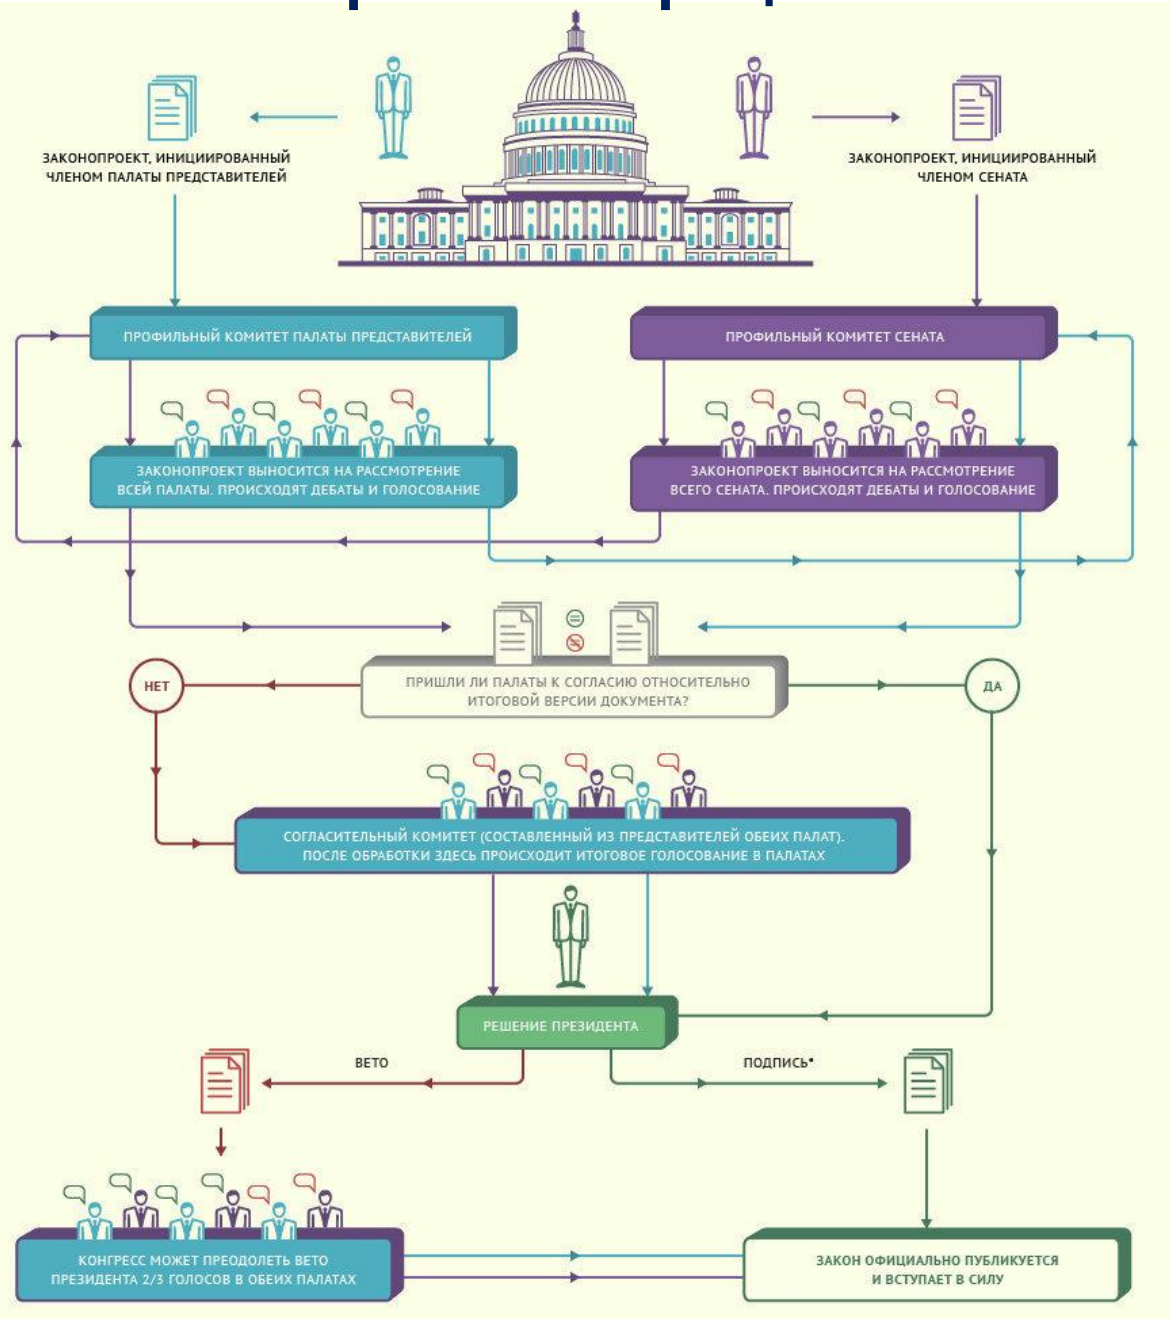 ЗАКОНОПРОЕКТ, ИНИЦИИРОВАННЫЙ
ЧЛЕНОМ ПАЛАТЫ ПРЕДСТАВИТЕЛЕЙ
ЗАКОНОПРОЕКТ, ИНИЦИИРОВАННЫЙ
ЧЛЕНОМ СЕНАТА
ПРОФИЛЬНЫЙ КОМИТЕТ ПАЛАТЫ ПРЕДСТАВИТЕЛЕЙ
ПРОФИЛЬНЫЙ КОМИТЕТ СЕНАТА
ЗАКОНОПРОЕКТ ВЫНОСИТСЯ НА РАССМОТРЕНИЕ
ВСЕЙ ПАЛАТЫ. ПРОИСХОДЯТ ДЕБАТЫ И ГОЛОСОВАНИЕ
ЗАКОНОПРОЕКТ ВЫНОСИТСЯ НА РАССМОТРЕНИЕ
ВСЕГО СЕНАТА. ПРОИСХОДЯТ ДЕБАТЫ И ГОЛОСОВАНИЕ
НЕТ
ПРИШЛИ ЛИ ПАЛАТЫ К СОГЛАСИЮ ОТНОСИТЕЛЬНО
ИТОГОВОЙ ВЕРСИИ ДОКУМЕНТА?
ДА
СОГЛАСИТЕЛЬНЫЙ КОМИТЕТ (СОСТАВЛЕННЫЙ ИЗ ПРЕДСТАВИТЕЛЕЙ ОБЕИХ ПАЛАТ).
ПОСЛЕ ОБРАБОТКИ ЗДЕСЬ ПРОИСХОДИТ ИТОГОВОЕ ГОЛОСОВАНИЕ В ПАЛАТАХ
РЕШЕНИЕ ПРЕЗИДЕНТА
ВЕТО
ПОДПИСЬ*
КОНГРЕСС МОЖЕТ ПРЕОДОЛЕТЬ ВЕТО
ПРЕЗИДЕНТА 2/3 ГОЛОСОВ В ОБЕИХ ПАЛАТАХ
ЗАКОН ОФИЦИАЛЬНО ПУБЛИКУЕТСЯ
И ВСТУПАЕТ В СИЛУ